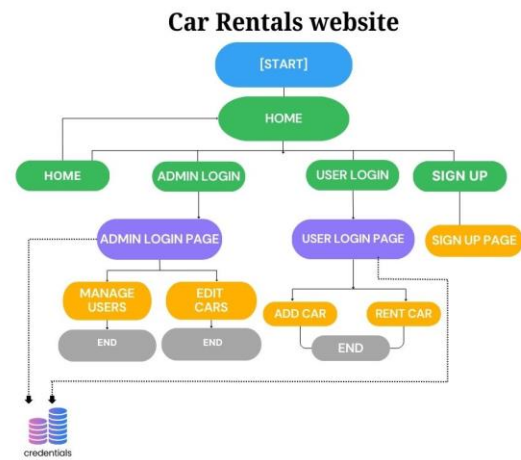 Car Rentals website
[START]
HOME
HOME
ADMIN LOGIN
USER LOGIN
SIGN UP
ADMIN LOGIN PAGE
USER LOGIN PAGE
SIGN UP PAGE
MANAGE
USERS
EDIT
CARS
ADD CAR
RENT CAR
END
END
END
credentials